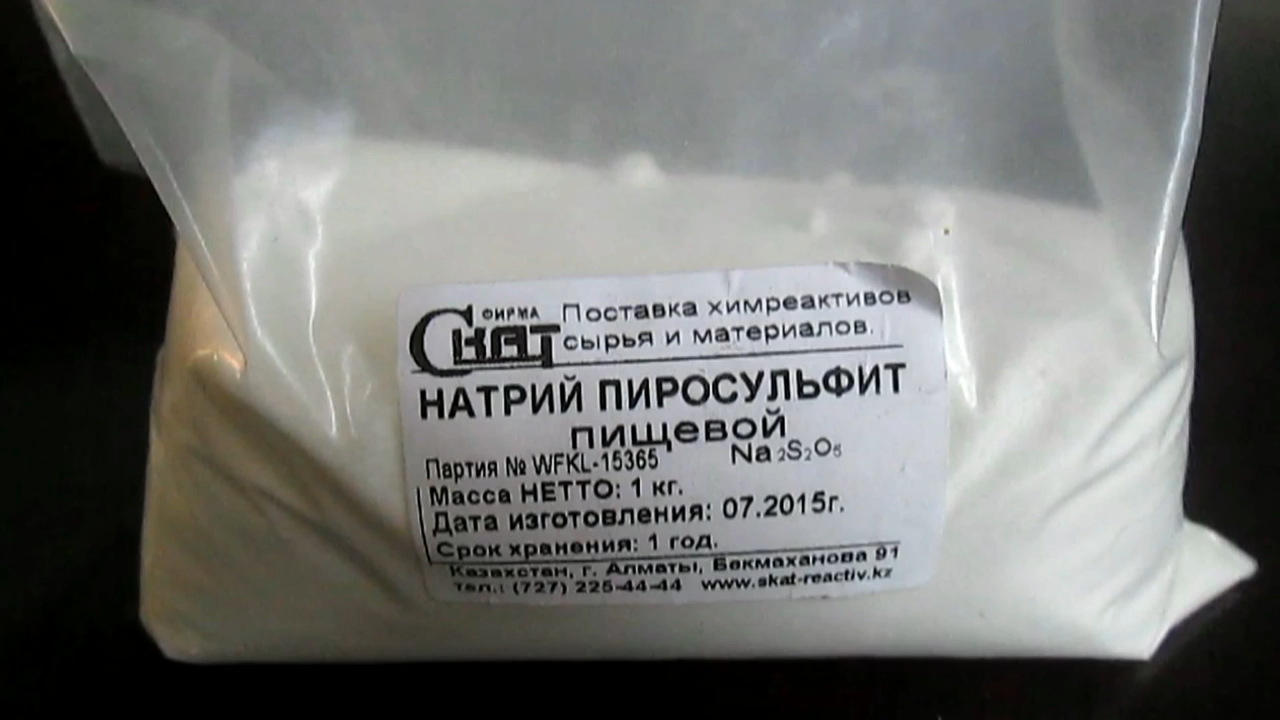 ФИРМА
СКАТ
Поставка химреактивов
сырья и материалов.
НАТРИЙ ПИРОСУЛЬФИТ
пищевой
Партия № WFKL-15365 Na2S2O5
Масса НЕТТО: 1 кг.
Дата изготовления: 07.2015г.
Срок хранения: 1 год.
Казахстан, г. Алматы, Бекмаханова 91
тел.: (727) 225-44-44 www.skat-reactiv.kz